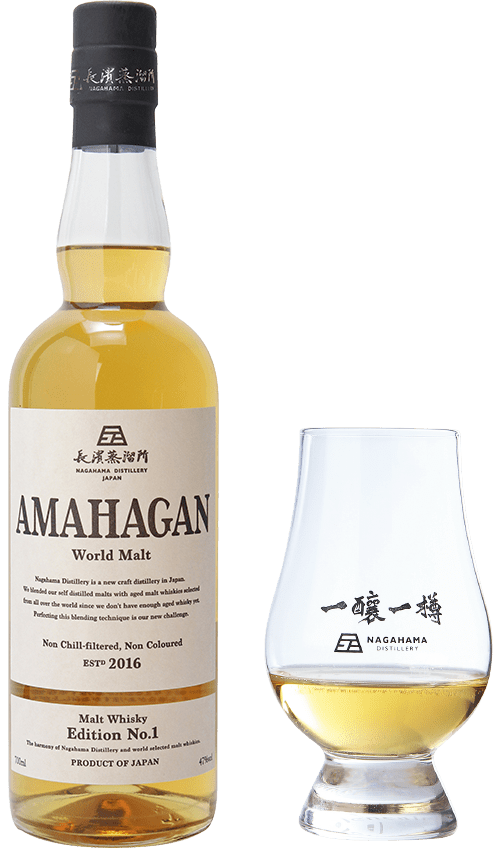 長濱蒸溜所
NAGAHAMA DISTILLERY
長濱蒸溜所
NAGAHAMA DISTILLERY
JAPAN
AMAHAGAN
World Malt
Nagahama Distillery is a new craft distillery in Japan.
We blended our self distilled malts with aged malt whiskies selected
from all over the world since we don't have enough aged whisky yet.
Perfecting this blending technique is our new challenge.
Non Chill-filtered, Non Coloured
ESTD 2016
Malt Whisky
Edition No.1
The harmony of Nagahama Distillery and world selected malt whiskies.
700ml PRODUCT OF JAPAN 47%vol
一醸一樽
NAGAHAMA
DISTILLERY